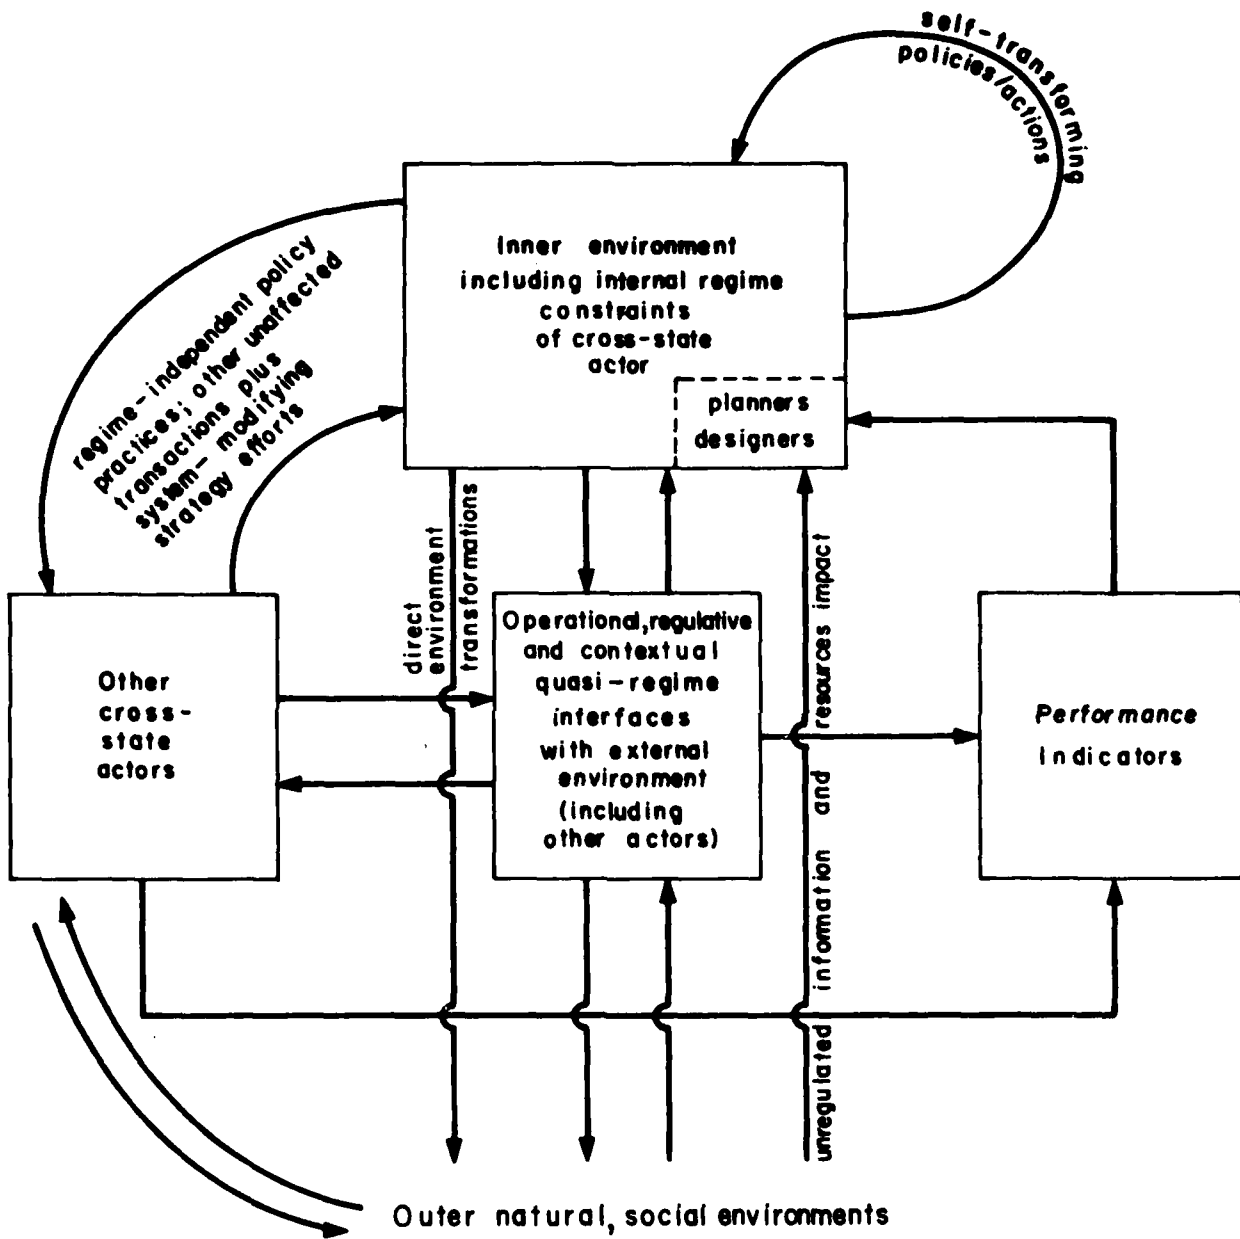 self-transforming
policies/actions
Inner environment
including internal regime
constraints
of cross-state
actor
planners
designers
regime-independent policy
practices; other unaffected
transactions plus
system-modifying
strategy efforts
direct
environment
transformations
Operational, regulative
and contextual
quasi-regime
interfaces
with external
environment
(including
other actors)
unregulated information and resources impact
Other
cross-
state
actors
Performance
Indicators
Outer natural, social environments